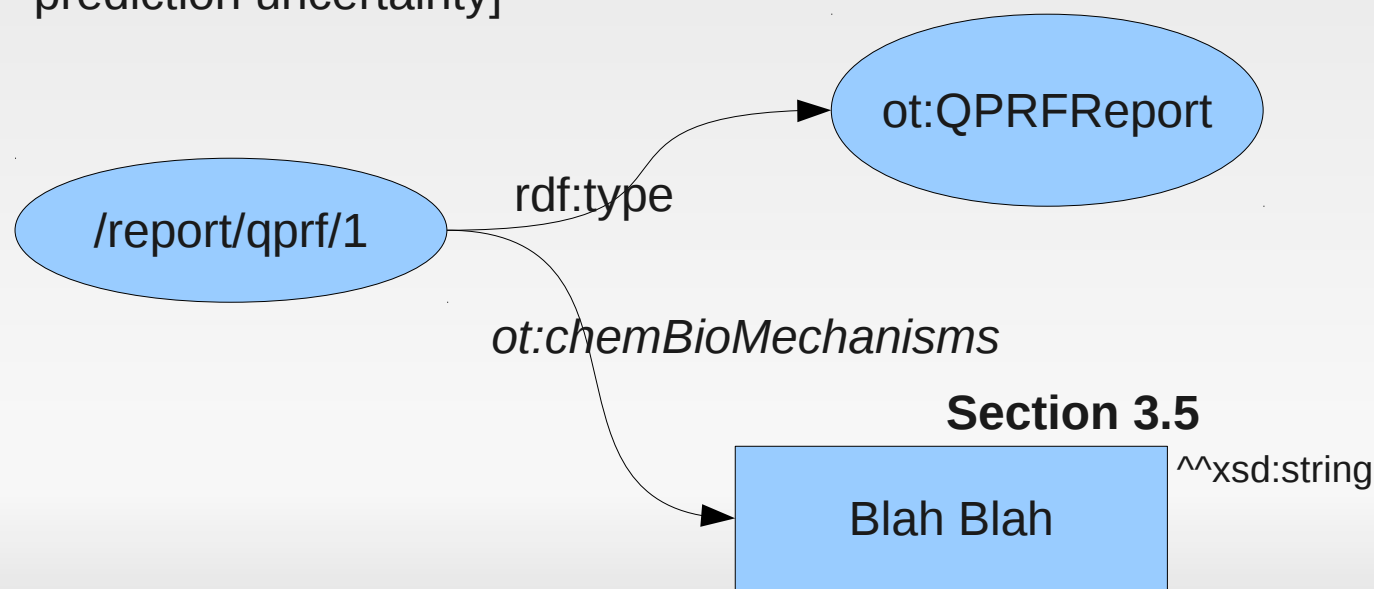 prediction uncertainty]
ot:QPRFReport
rdf:type
/report/qprf/1
ot:chemBioMechanisms
Section 3.5
^^xsd:string
Blah Blah